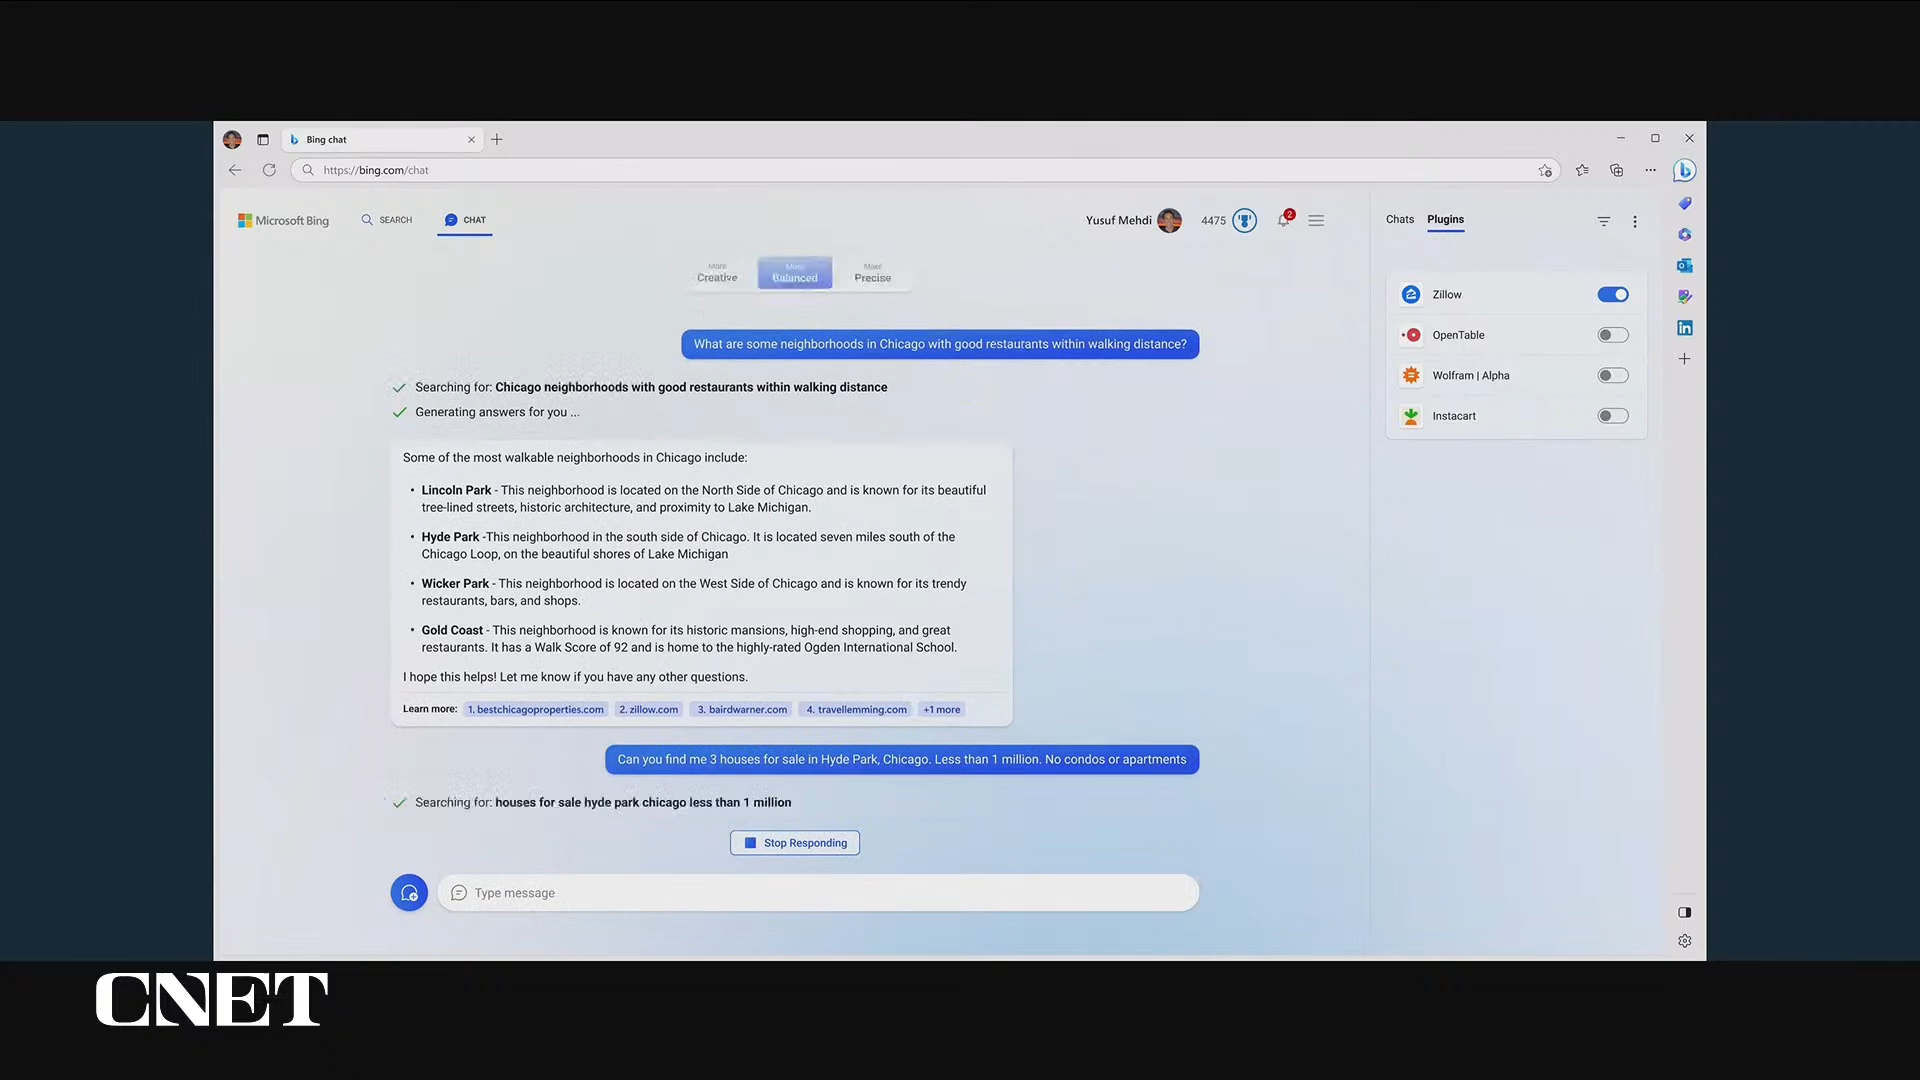 Bing chat
https://bing.com/chat
Microsoft Bing
SEARCH
CHAT
Yusuf Mehdi
4475
2
Chats
Plugins
More
Creative
More
Balanced
More
Precise
Zillow
OpenTable
Wolfram | Alpha
Instacart
What are some neighborhoods in Chicago with good restaurants within walking distance?
Searching for: Chicago neighborhoods with good restaurants within walking distance
Generating answers for you ...
Some of the most walkable neighborhoods in Chicago include:
• Lincoln Park - This neighborhood is located on the North Side of Chicago and is known for its beautiful
tree-lined streets, historic architecture, and proximity to Lake Michigan.
• Hyde Park -This neighborhood in the south side of Chicago. It is located seven miles south of the
Chicago Loop, on the beautiful shores of Lake Michigan
• Wicker Park - This neighborhood is located on the West Side of Chicago and is known for its trendy
restaurants, bars, and shops.
• Gold Coast - This neighborhood is known for its historic mansions, high-end shopping, and great
restaurants. It has a Walk Score of 92 and is home to the highly-rated Ogden International School.
I hope this helps! Let me know if you have any other questions.
Learn more: 1. bestchicagoproperties.com 2. zillow.com 3. bairdwarner.com 4. travellemming.com +1 more
Can you find me 3 houses for sale in Hyde Park, Chicago. Less than 1 million. No condos or apartments
Searching for: houses for sale hyde park chicago less than 1 million
Stop Responding
Type message
CNET